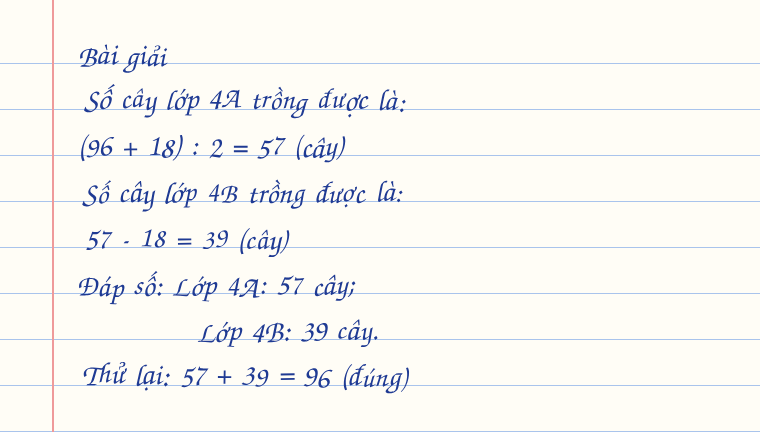 Bài giải
Số cây lớp 4A trồng được là:
(96 + 18) : 2 = 57 (cây)
Số cây lớp 4B trồng được là:
57 - 18 = 39 (cây)
Đáp số: Lớp 4A: 57 cây;
Lớp 4B: 39 cây.
Thử lại: 57 + 39 = 96 (đúng)